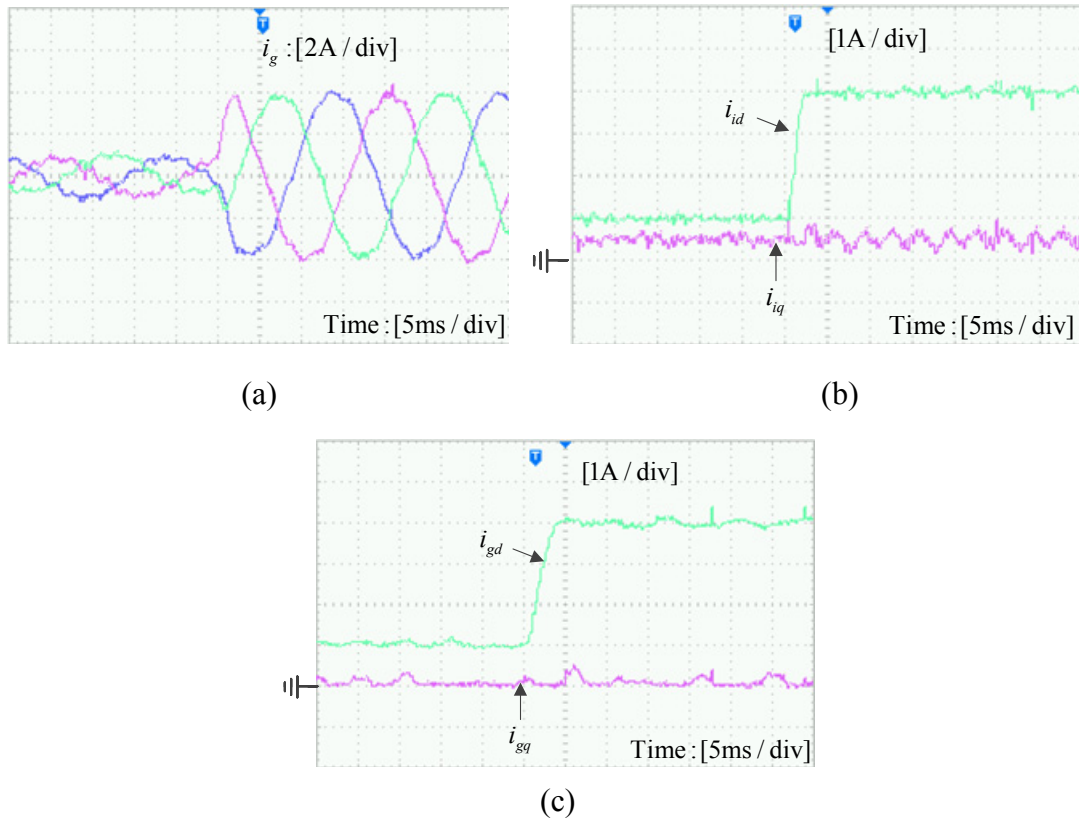 T
i_g : [2A / div]
Time : [5ms / div]
(a)
T
[1A / div]
i_id
i_iq
Time : [5ms / div]
(b)
T
[1A / div]
i_gd
i_gq
Time : [5ms / div]
(c)